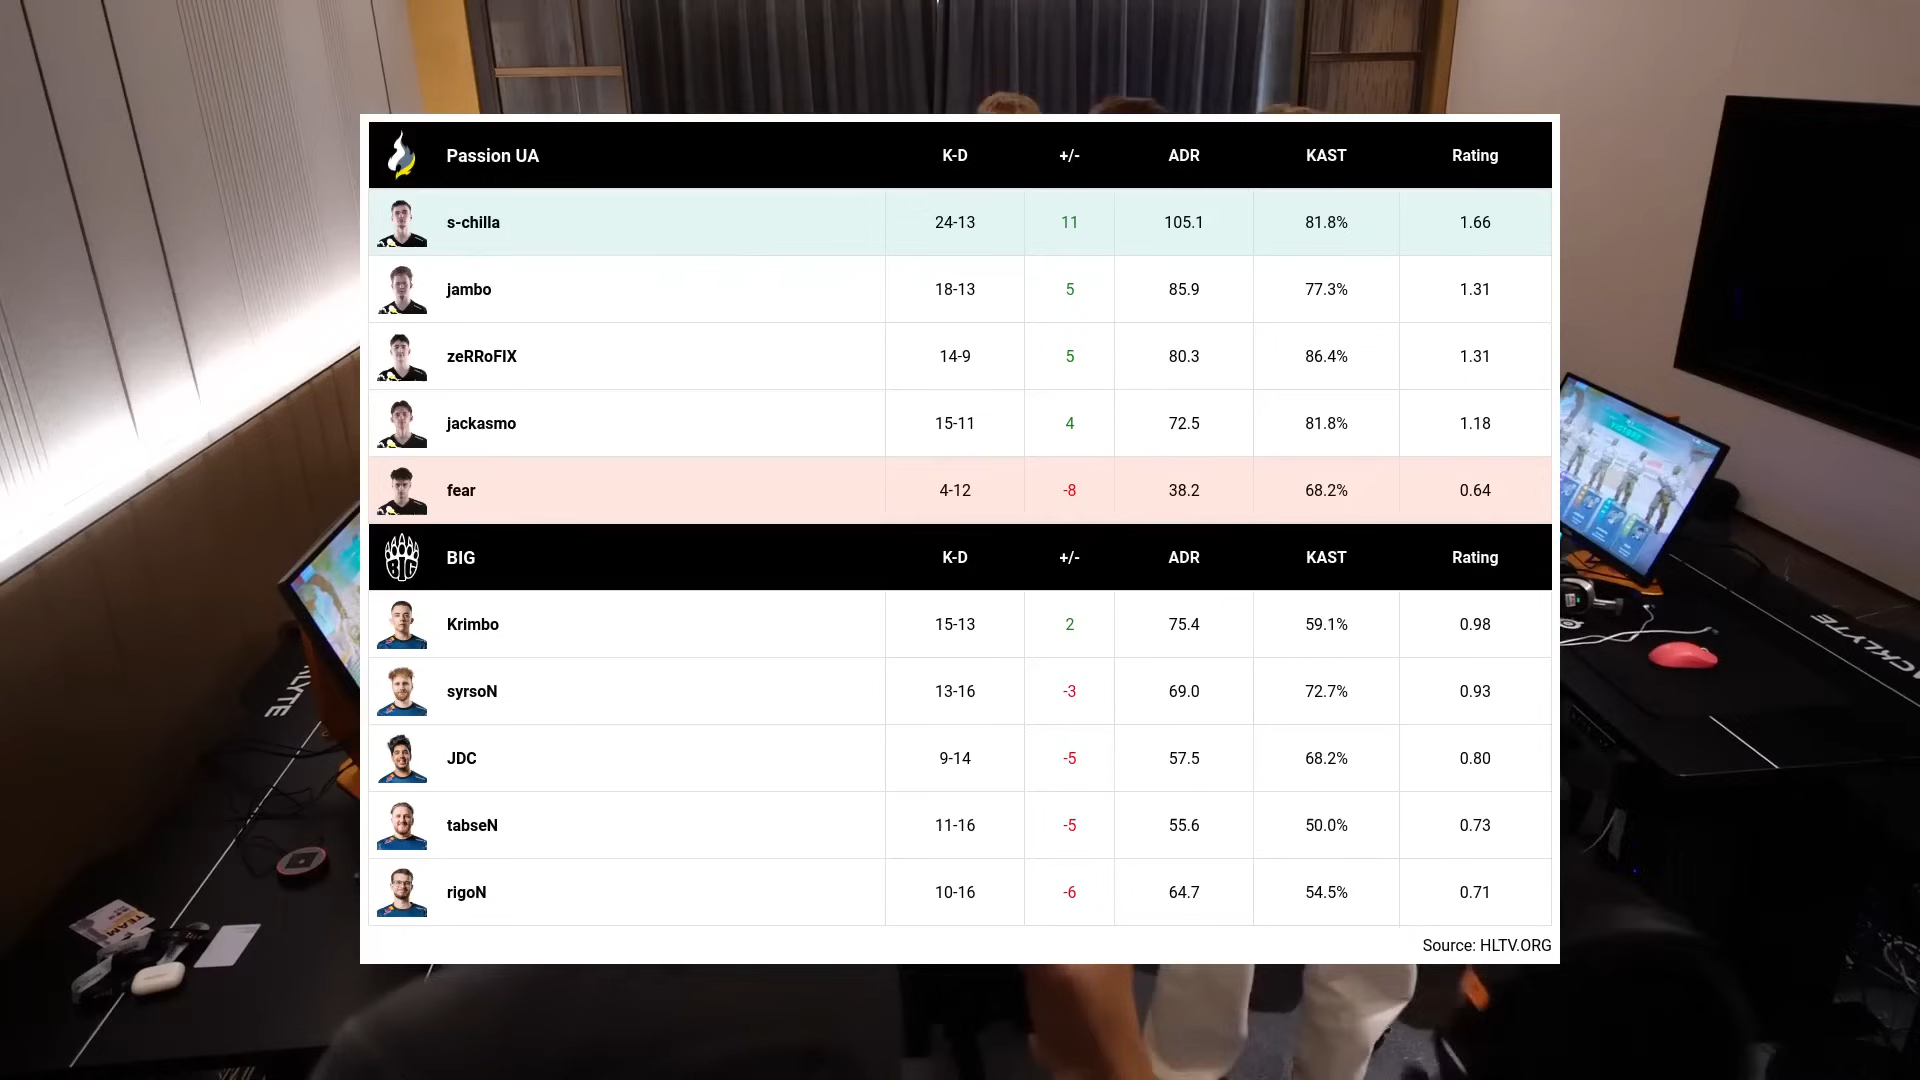 Passion UA K-D +/- ADR KAST Rating
s-chilla 24-13 11 105.1 81.8% 1.66
jambo 18-13 5 85.9 77.3% 1.31
zeRRoFIX 14-9 5 80.3 86.4% 1.31
jackasmo 15-11 4 72.5 81.8% 1.18
fear 4-12 -8 38.2 68.2% 0.64
BIG BIG K-D +/- ADR KAST Rating
Krimbo 15-13 2 75.4 59.1% 0.98
syrsoN 13-16 -3 69.0 72.7% 0.93
JDC 9-14 -5 57.5 68.2% 0.80
tabseN 11-16 -5 55.6 50.0% 0.73
rigoN 10-16 -6 64.7 54.5% 0.71
Source: HLTV.ORG
VICTORY
TEAM